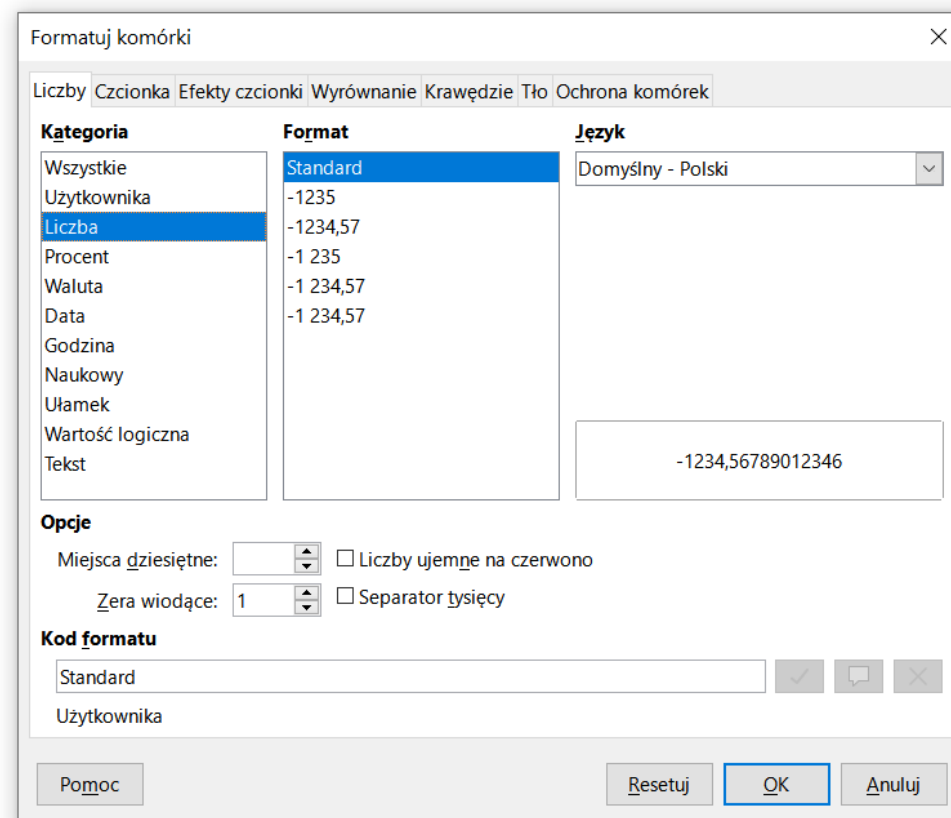 Formatuj komórki
Liczby Czcionka Efekty czcionki Wyrównanie Krawędzie Tło Ochrona komórek
Kategoria
Wszystkie
Użytkownika
Liczba
Procent
Waluta
Data
Godzina
Naukowy
Ułamek
Wartość logiczna
Tekst
Format
Standard
-1235
-1234,57
-1 235
-1 234,57
-1 234,57
Język
Domyślny - Polski
-1234,56789012346
Opcje
Miejsca dziesiętne:
Liczby ujemne na czerwono
Zera wiodące: 1
Separator tysięcy
Kod formatu
Standard
Użytkownika
Pomoc Resetuj OK Anuluj